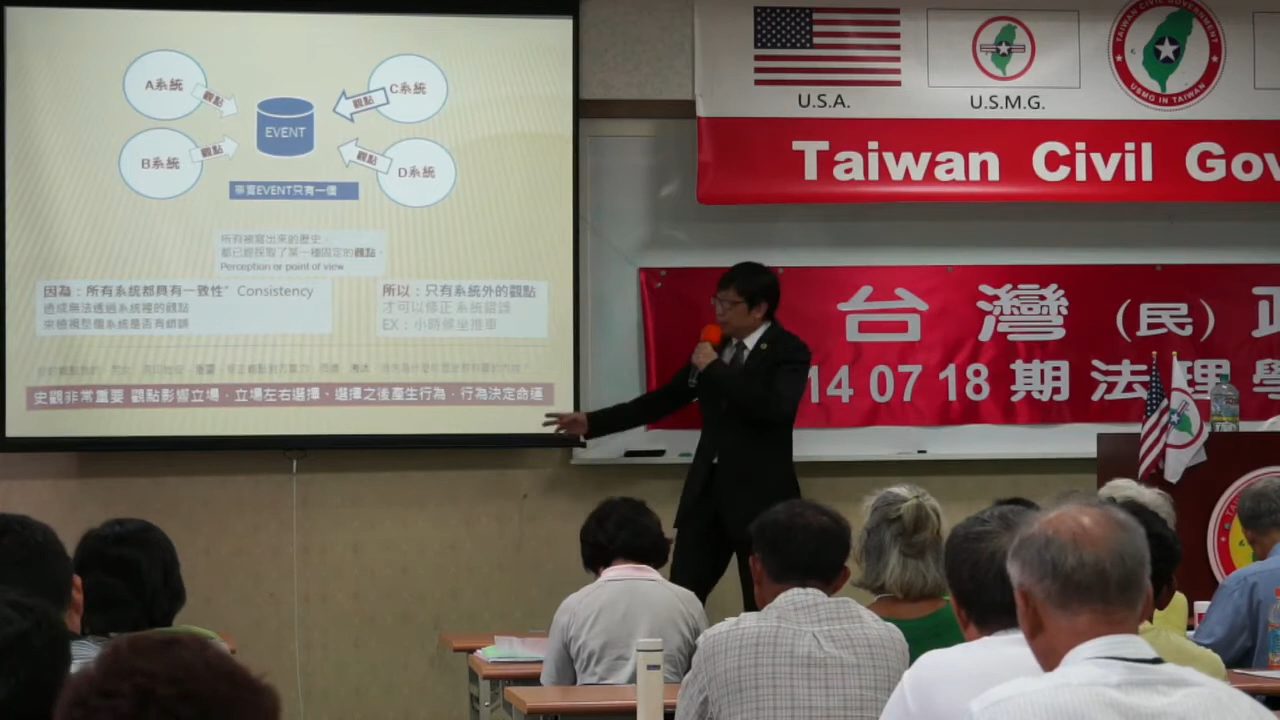 A系統
觀點
C系統
觀點
EVENT
B系統
觀點
觀點
D系統
畢竟EVENT只有一個
所有被寫出來的歷史，
都已經採取了某一種固定的觀點。
Perception or point of view
因為：所有系統都具有一致性" Consistency
造成無法透過系統裡的觀點
來檢視整個系統是否有錯誤
所以：只有系統外的觀點
才可以修正系統錯誤
EX：小時候坐推車
史觀非常重要 觀點影響立場，立場左右選擇、選擇之後產生行為，行為決定命運
U.S.A.
U.S.M.G.
TAIWAN CIVIL GOVERNMENT
USMG IN TAIWAN
Taiwan Civil Gov
台灣（民）政
14 07 18 期法理學